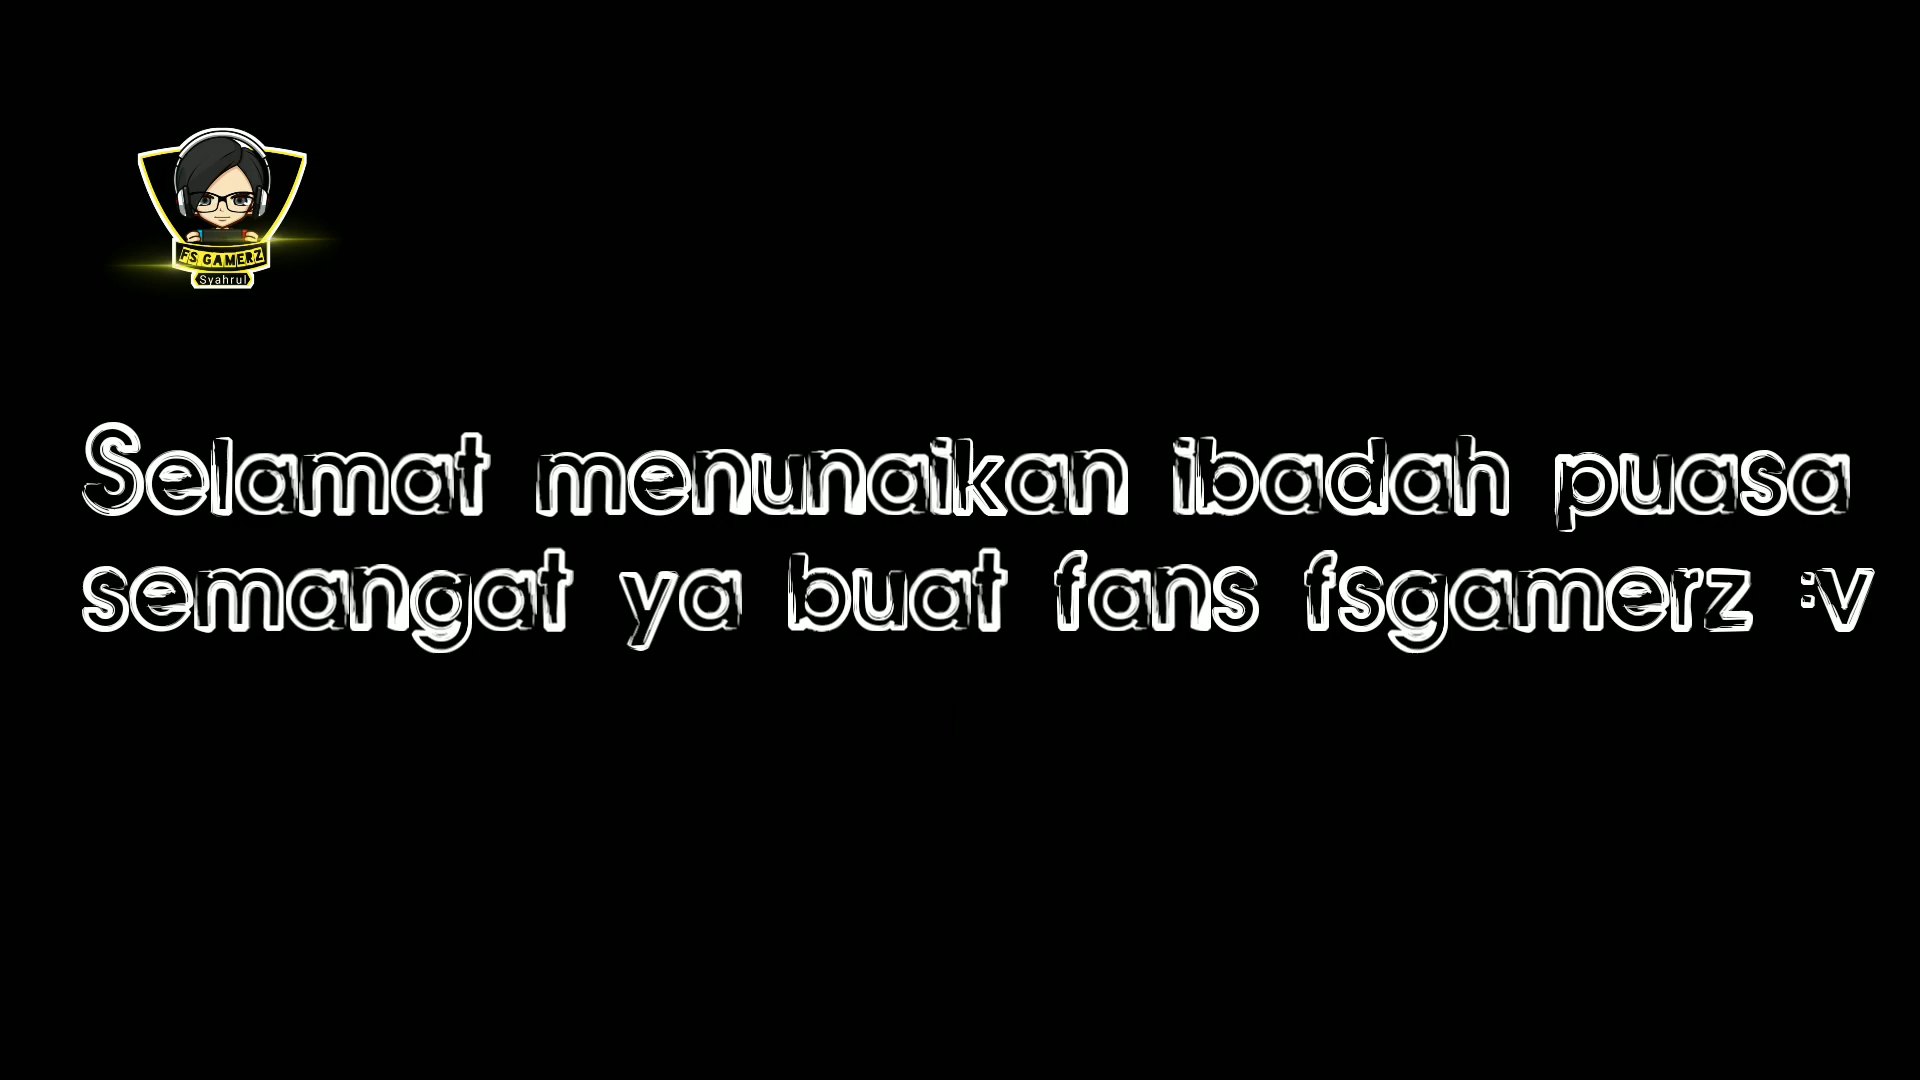 FS GAMERZ
Syahrul
Selamat menunaikan ibadah puasa
semangat ya buat fans fsgamerz :v